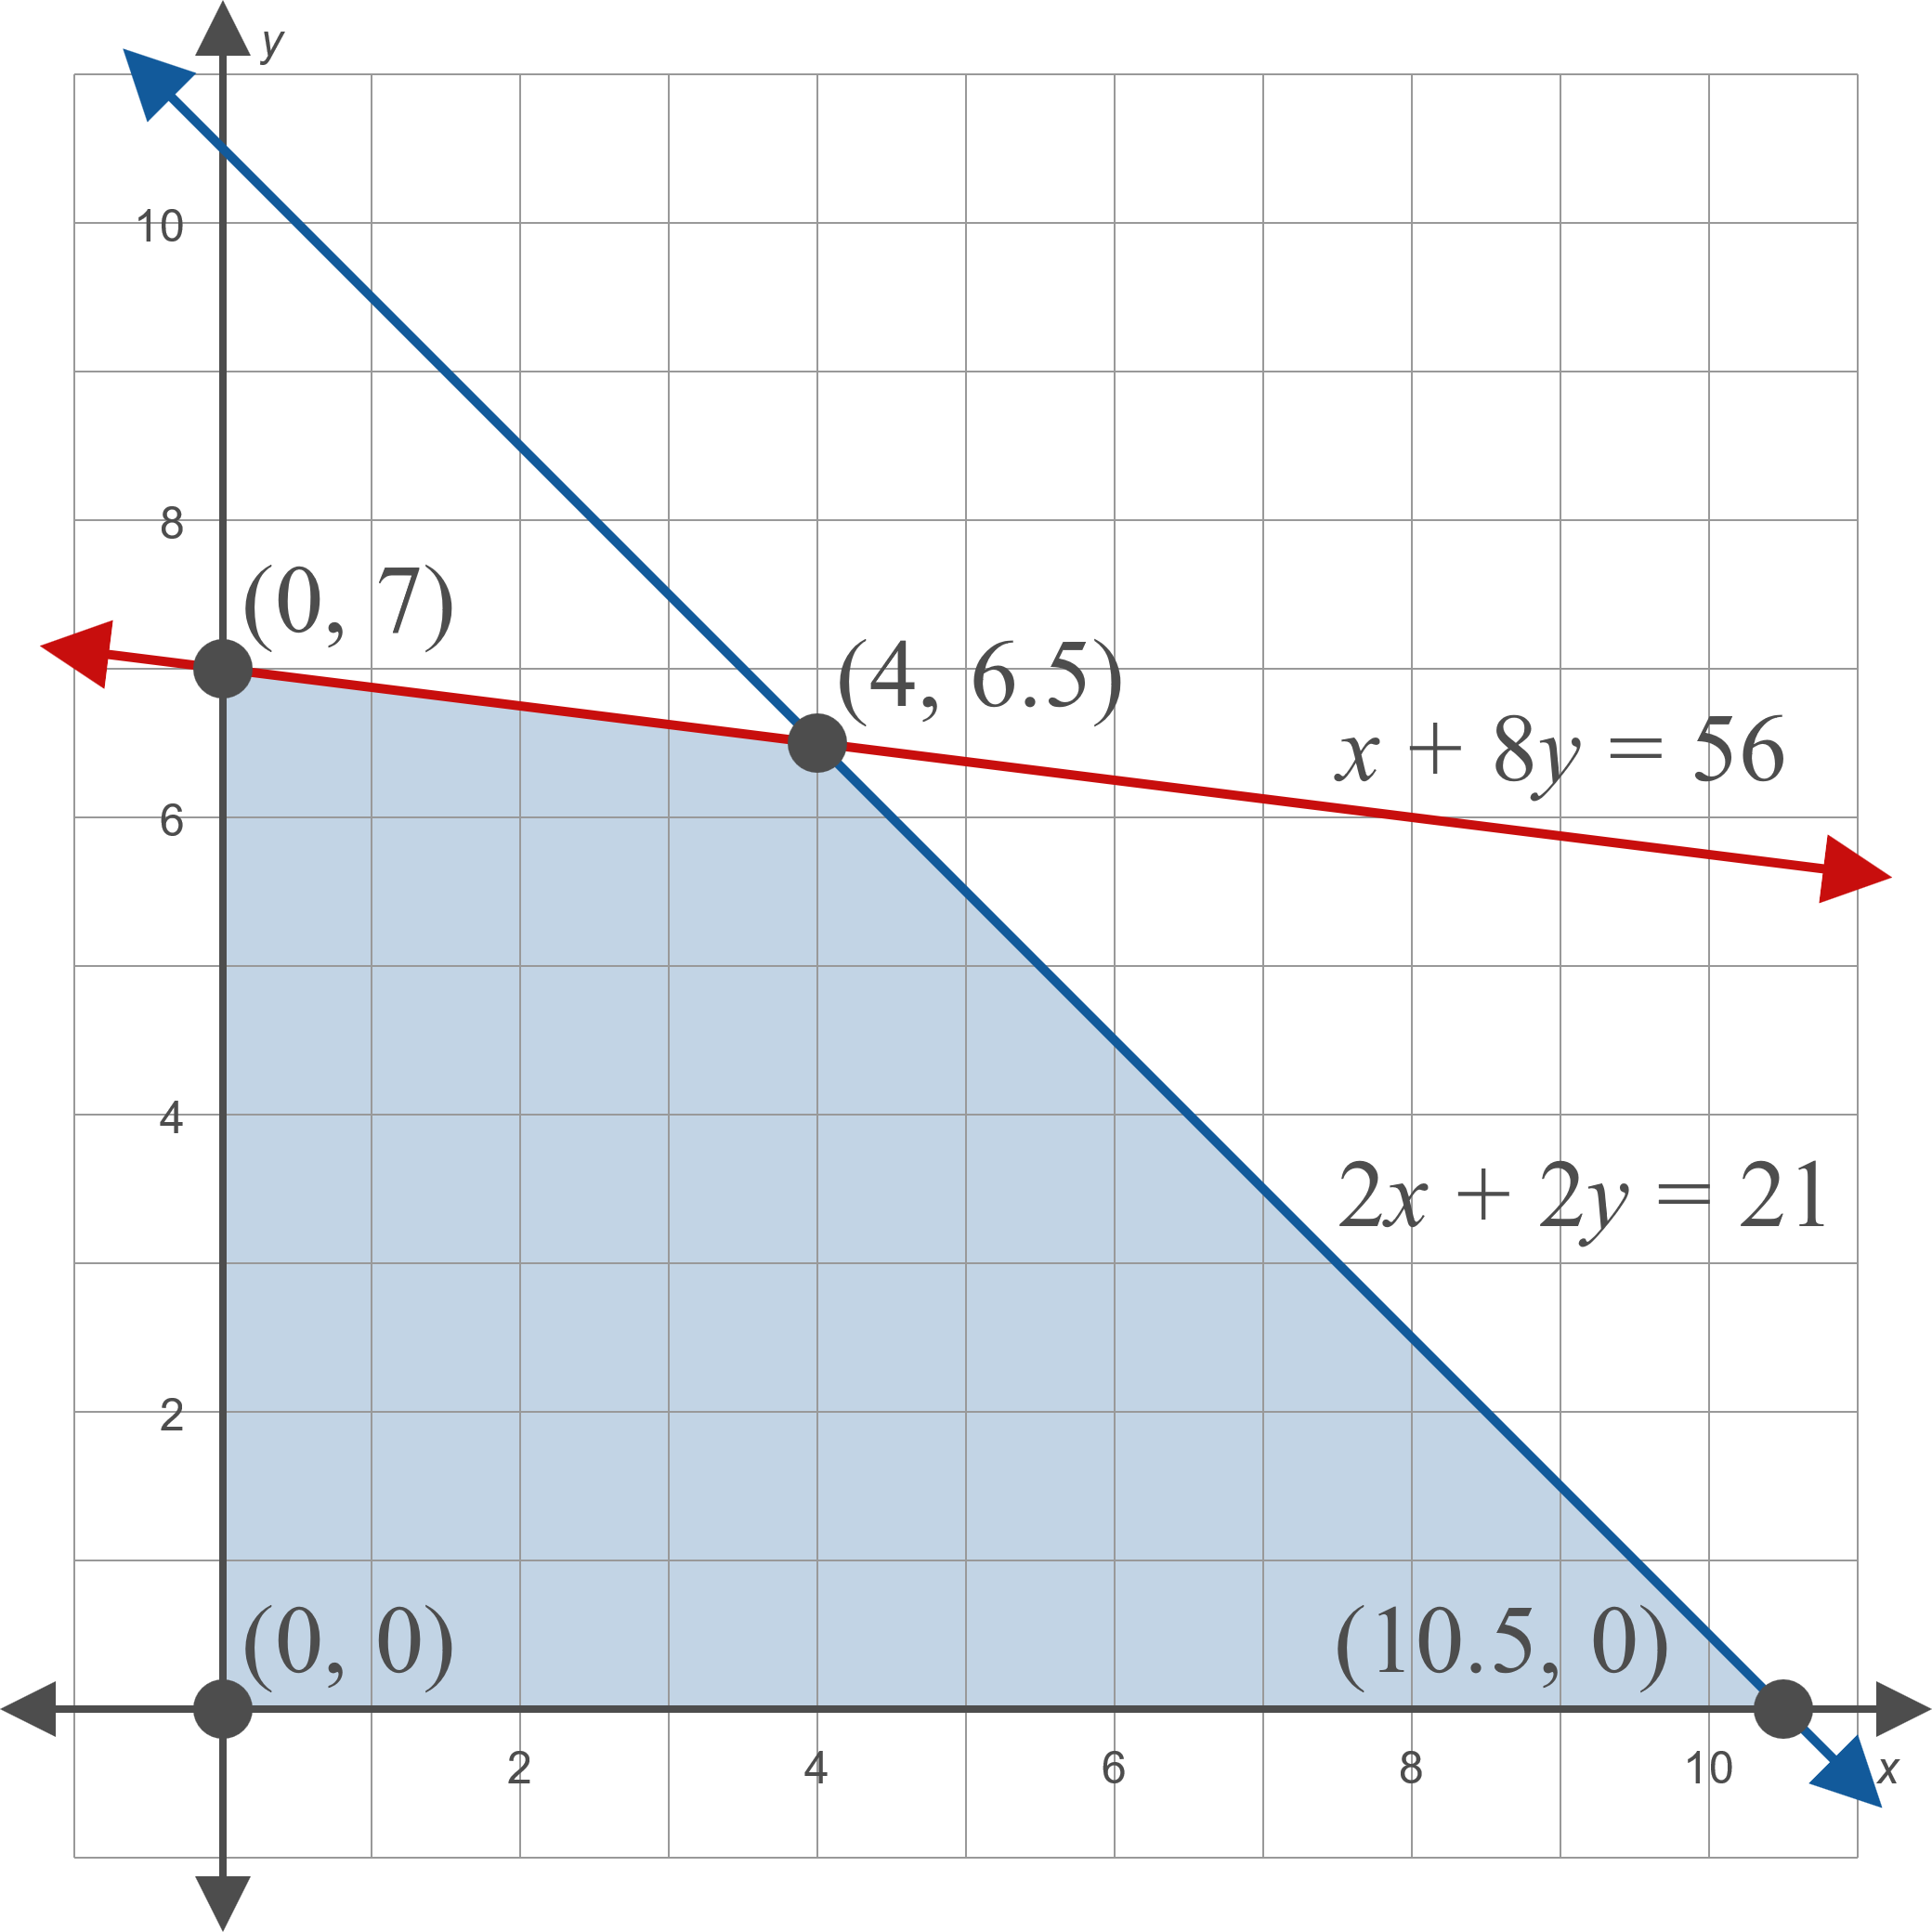 y
10
8
(0, 7)
(4, 6.5)
x + 8y = 56
6
4
2x + 2y = 21
2
(0, 0)
(10.5, 0)
2 4 6 8 10 x